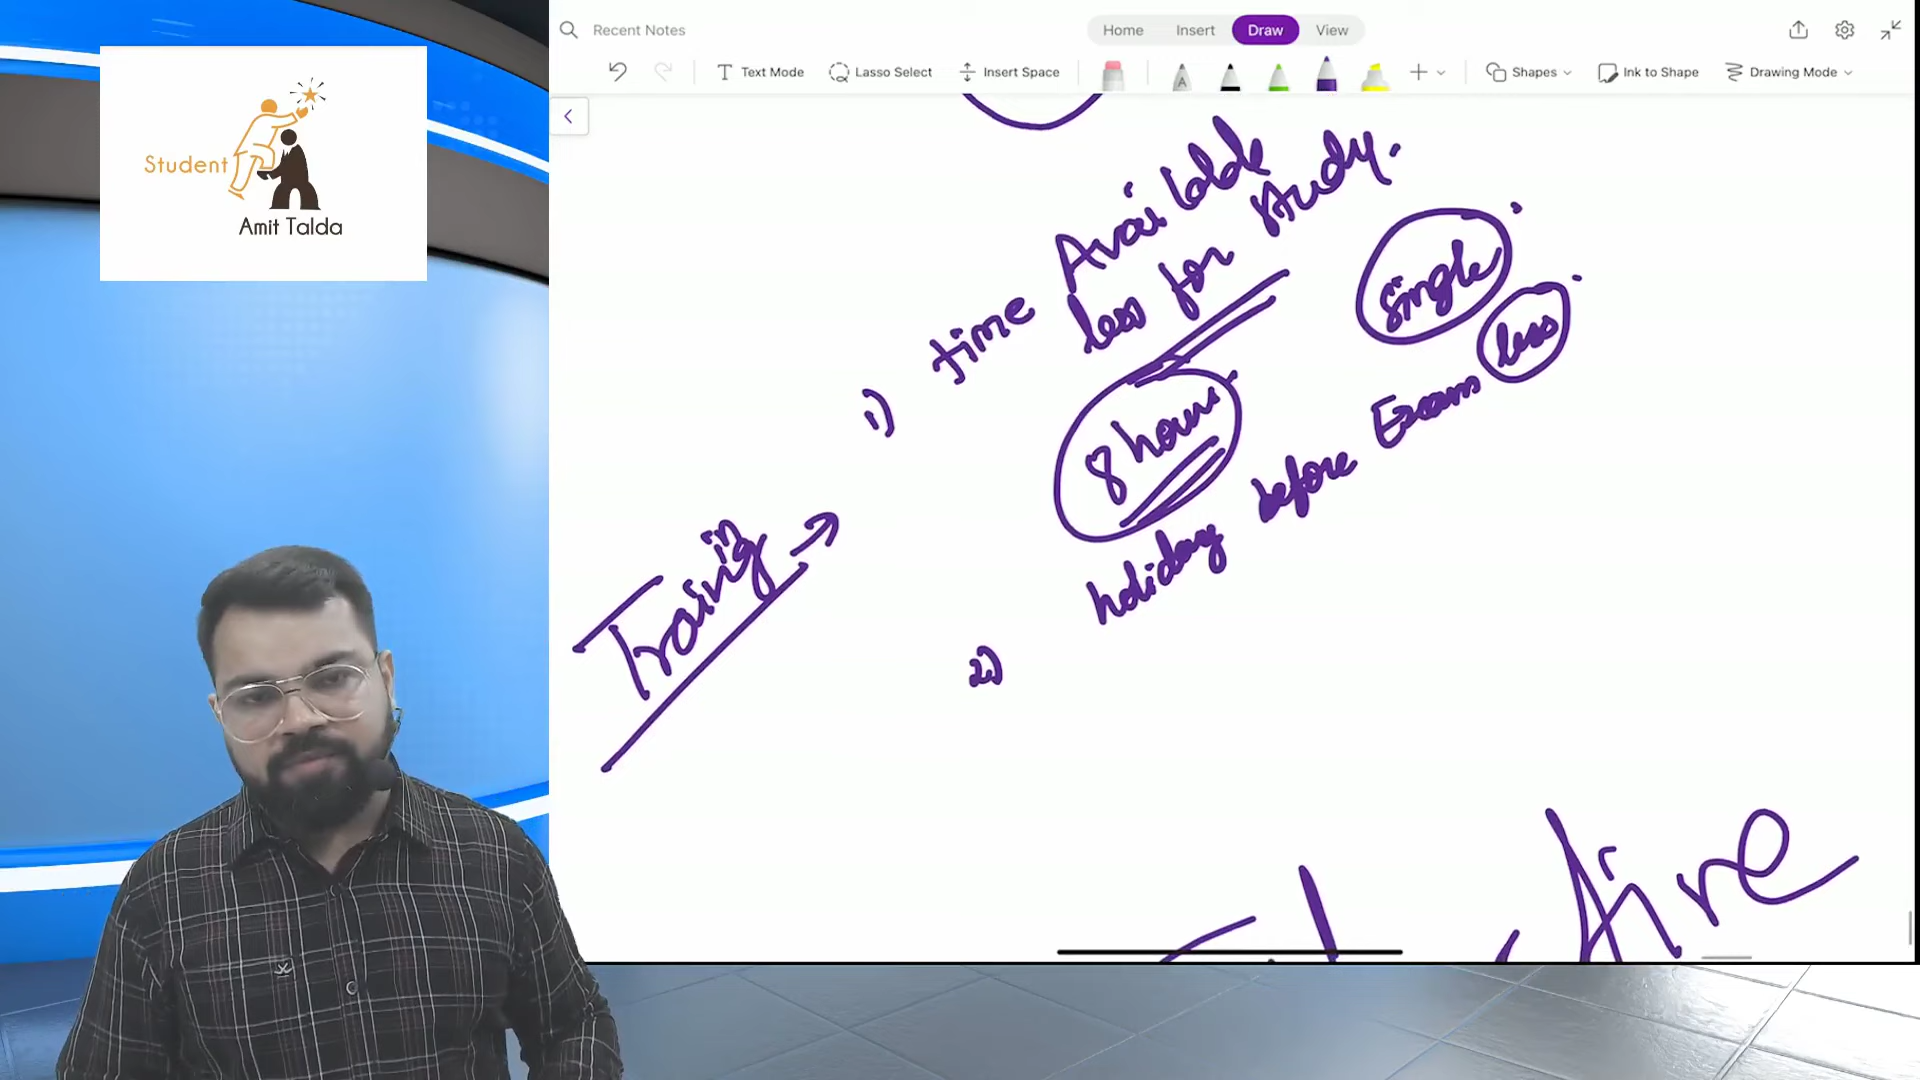 Recent Notes
Home Insert Draw View
Text Mode Lasso Select Insert Space
A
Shapes Ink to Shape Drawing Mode
Student
Amit Talda
Training →
1) time Available
less for study.
8 hours
single
holiday before Exams less
2)